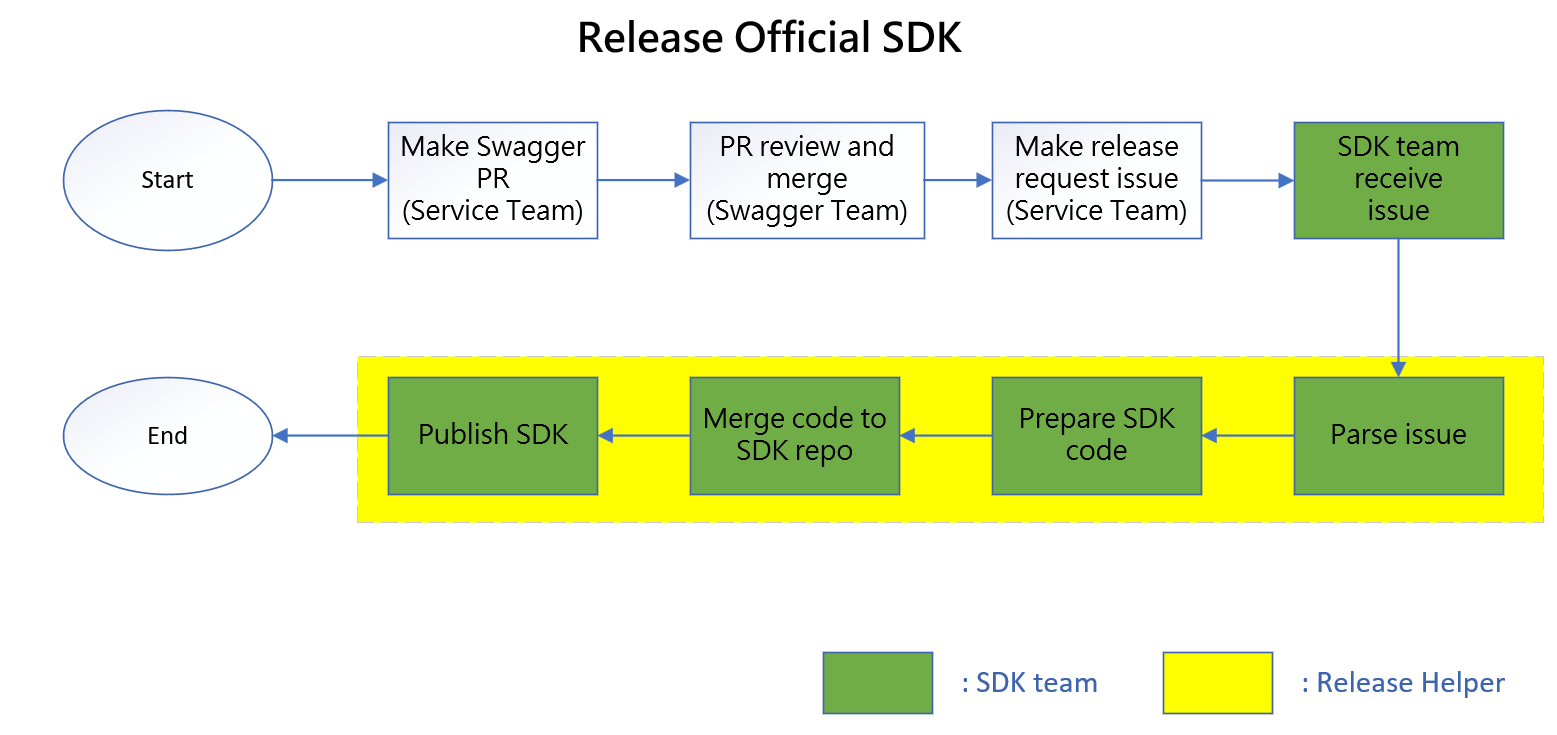 Release Official SDK
Start
Make Swagger
PR
(Service Team)
PR review and
merge
(Swagger Team)
Make release
request issue
(Service Team)
SDK team
receive
issue
End
Publish SDK
Merge code to
SDK repo
Prepare SDK
code
Parse issue
: SDK team
: Release Helper